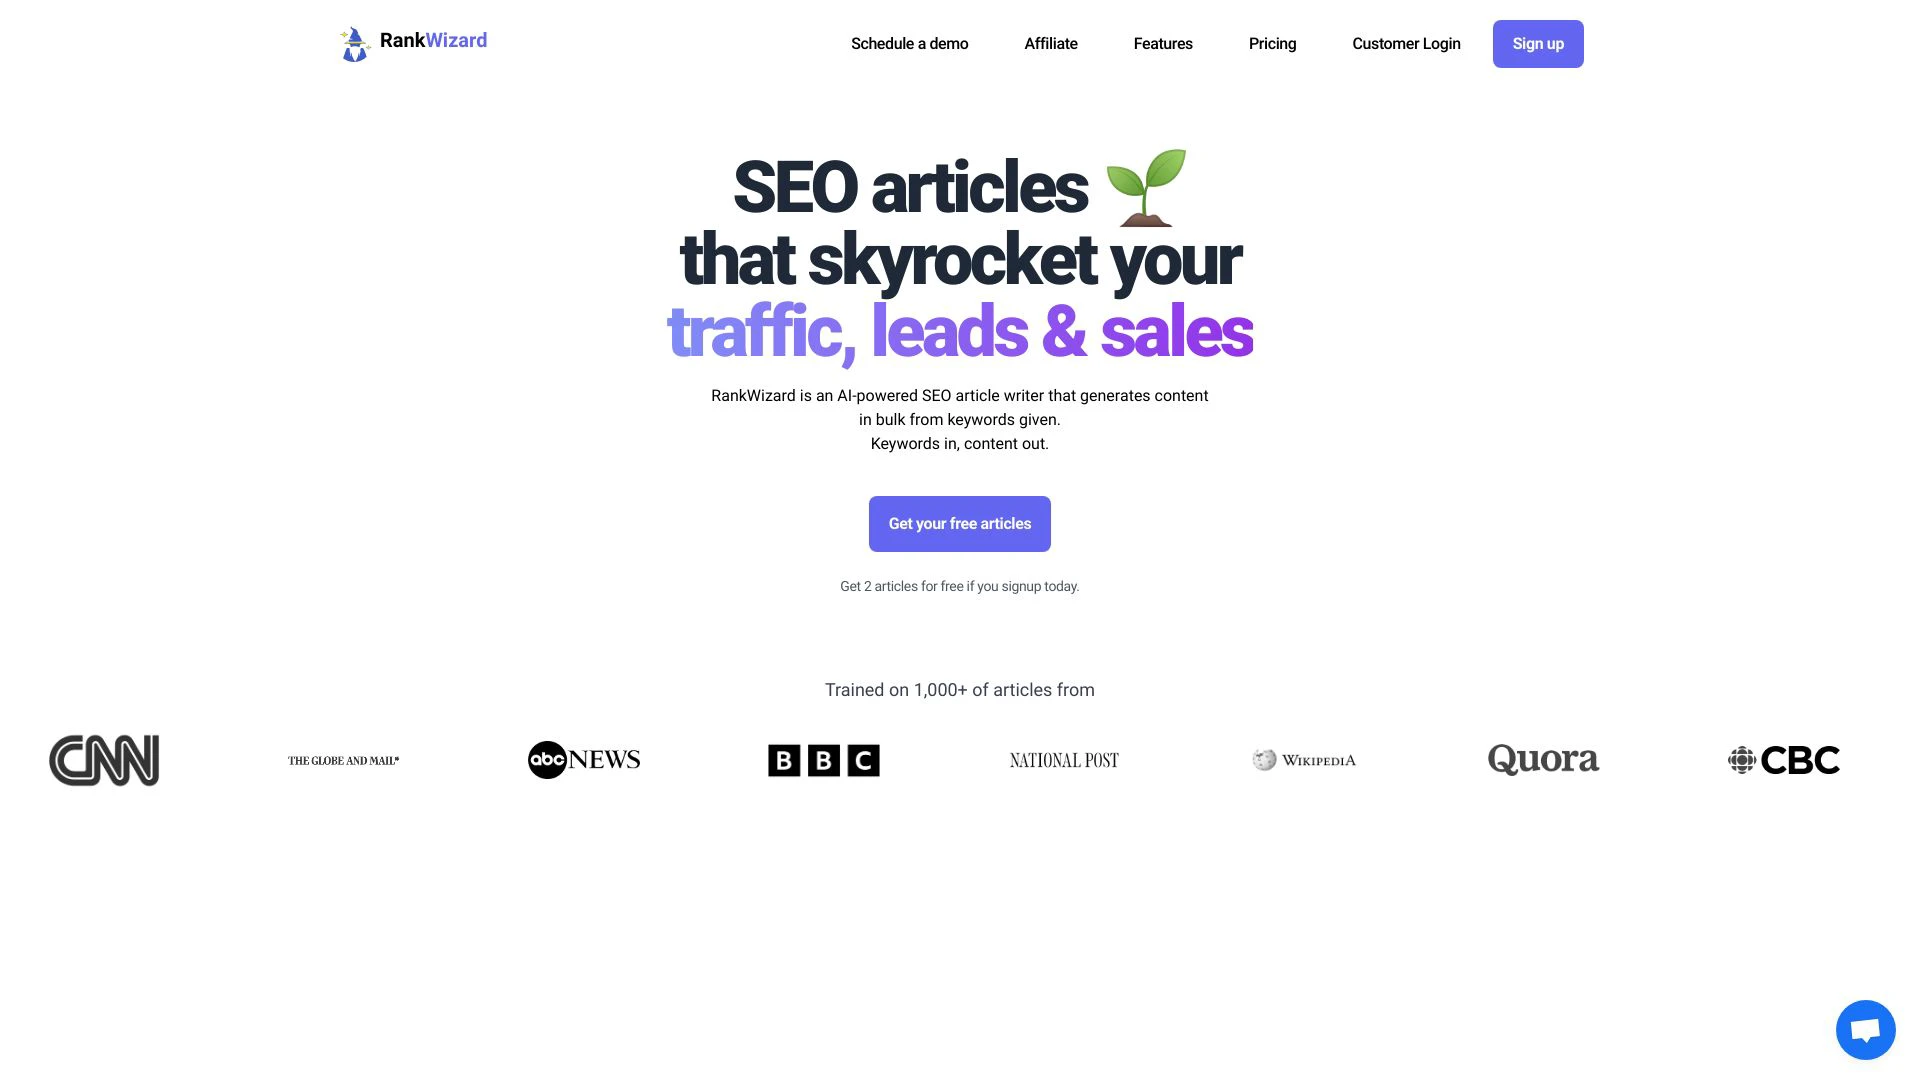 RankWizard
Schedule a demo
Affiliate
Features
Pricing
Customer Login
Sign up
SEO articles 🌱
that skyrocket your
traffic, leads & sales
RankWizard is an AI-powered SEO article writer that generates content
in bulk from keywords given.
Keywords in, content out.
Get your free articles
Get 2 articles for free if you signup today.
Trained on 1,000+ of articles from
CNN
THE GLOBE AND MAIL*
abc NEWS
BBC
NATIONAL POST
WIKIPEDIA
Quora
CBC